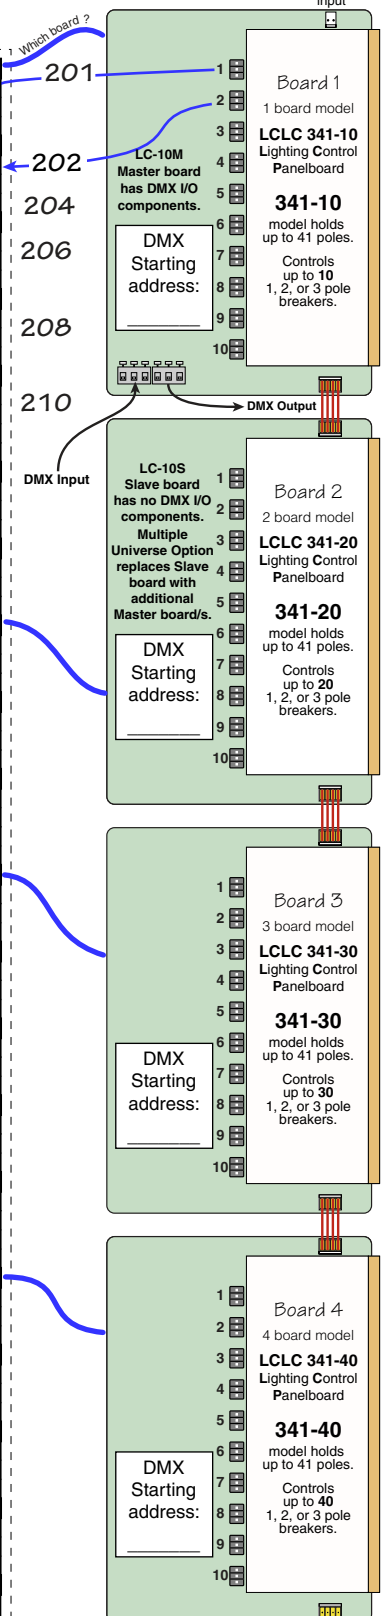 Input
Which board ?
201
202
204
206
208
210
1
2
3
4
5
6
7
8
9
10
LC-10M
Master board
has DMX I/O
components.
DMX
Starting
address:
Board 1
1 board model
LCLC 341-10
Lighting Control
Panelboard
341-10
model holds
up to 41 poles.
Controls
up to 10
1, 2, or 3 pole
breakers.
DMX Output
DMX Input
LC-10S
Slave board
has no DMX I/O
components.
Multiple
Universe Option
replaces Slave
board with
additional
Master board/s.
DMX
Starting
address:
1
2
3
4
5
6
7
8
9
10
Board 2
2 board model
LCLC 341-20
Lighting Control
Panelboard
341-20
model holds
up to 41 poles.
Controls
up to 20
1, 2, or 3 pole
breakers.
1
2
3
4
5
6
7
8
9
10
DMX
Starting
address:
Board 3
3 board model
LCLC 341-30
Lighting Control
Panelboard
341-30
model holds
up to 41 poles.
Controls
up to 30
1, 2, or 3 pole
breakers.
1
2
3
4
5
6
7
8
9
10
DMX
Starting
address:
Board 4
4 board model
LCLC 341-40
Lighting Control
Panelboard
341-40
model holds
up to 41 poles.
Controls
up to 40
1, 2, or 3 pole
breakers.